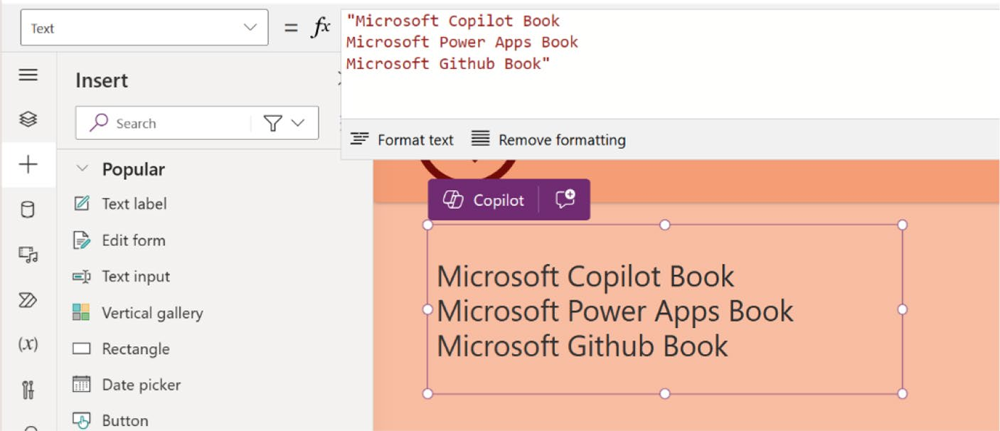 Text
= fx
"Microsoft Copilot Book
Microsoft Power Apps Book
Microsoft Github Book"
Format text
Remove formatting
Insert
Search
Popular
Text label
Edit form
Text input
Vertical gallery
Rectangle
Date picker
Button
(x)
Copilot
Microsoft Copilot Book
Microsoft Power Apps Book
Microsoft Github Book